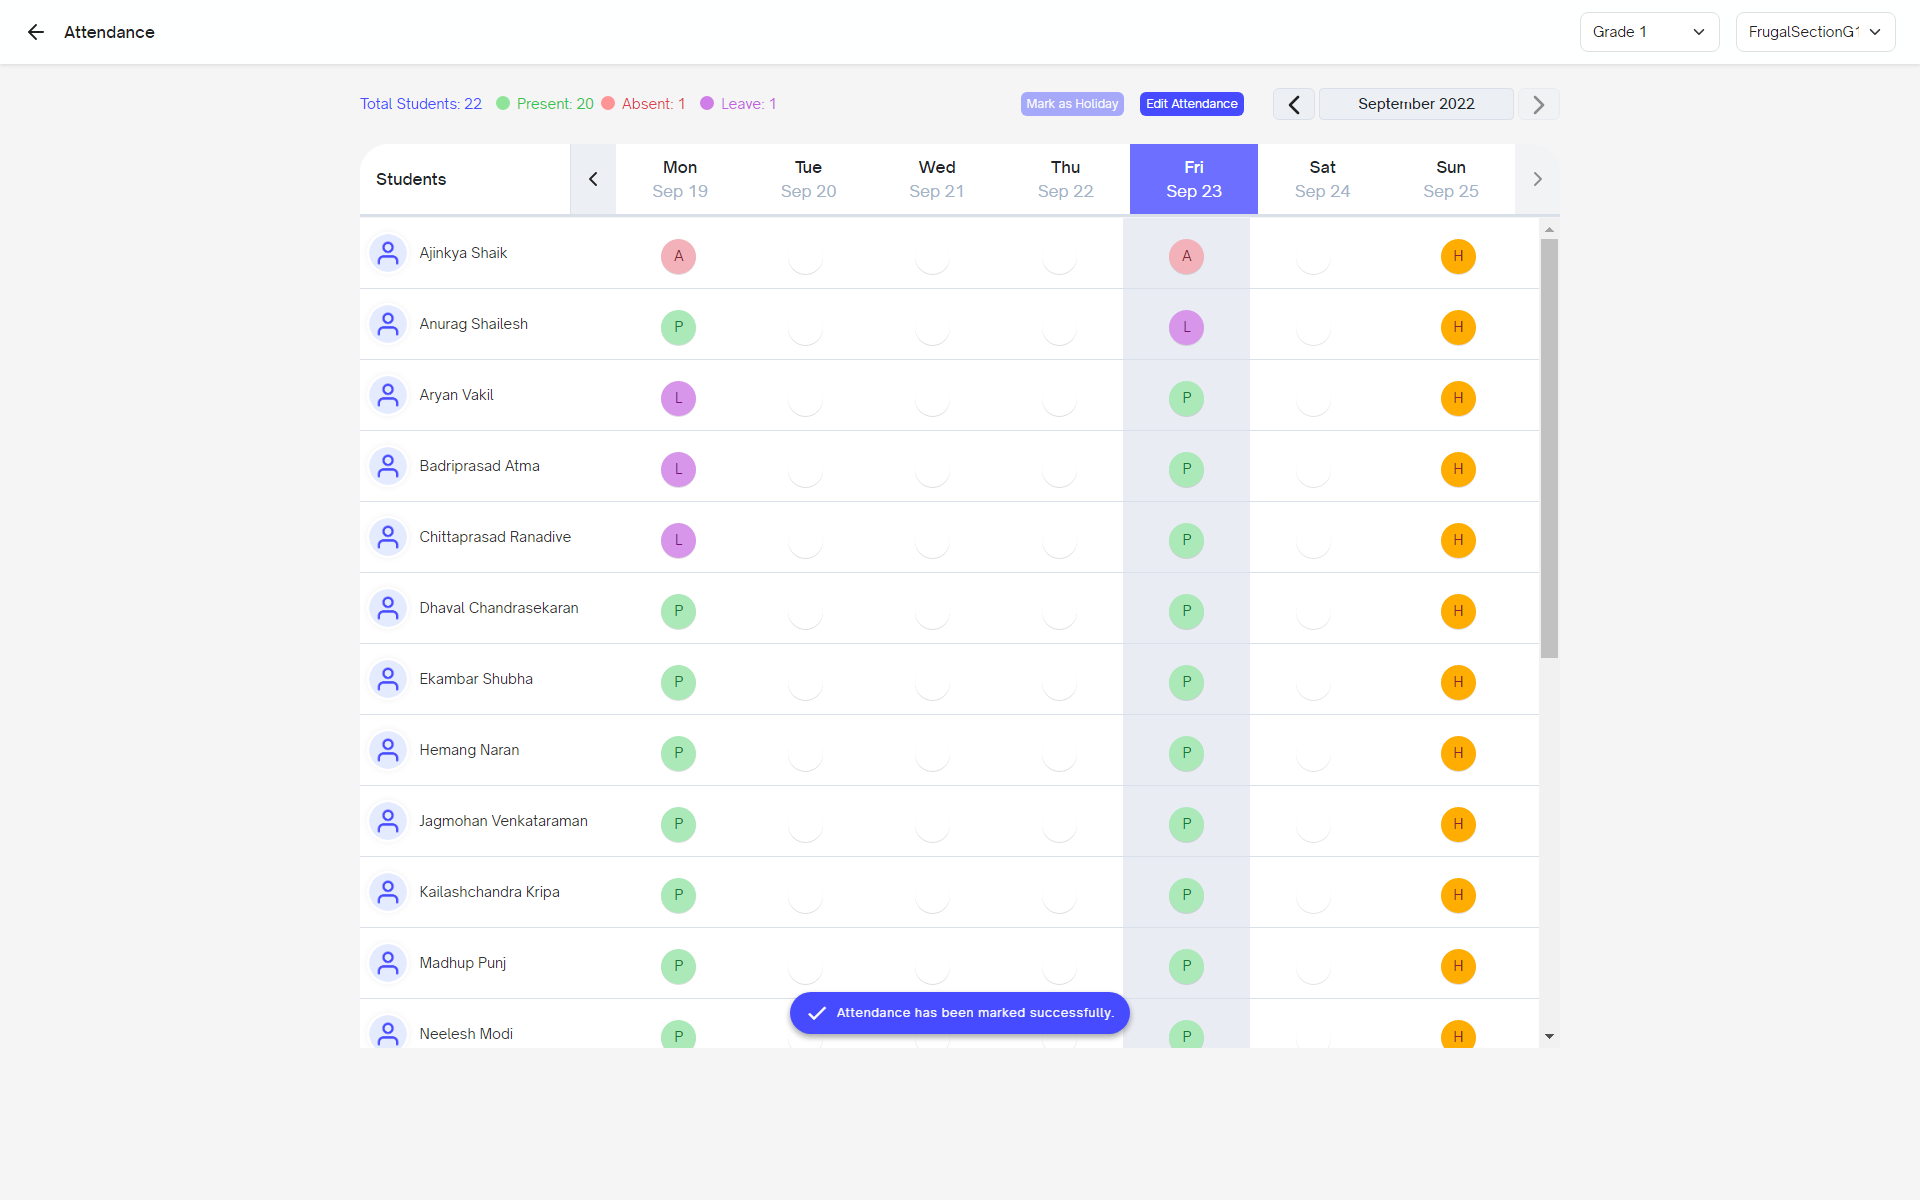 Attendance
Grade 1
FrugalSectionG1
Total Students: 22 Present: 20 Absent: 1 Leave: 1
Mark as Holiday
Edit Attendance
September 2022
Students
Mon Tue Wed Thu Fri Sat Sun
Sep 19 Sep 20 Sep 21 Sep 22 Sep 23 Sep 24 Sep 25
Ajinkya Shaik A A H
Anurag Shailesh P L H
Aryan Vakil L P H
Badriprasad Atma L P H
Chittaprasad Ranadive L P H
Dhaval Chandrasekaran P P H
Ekambar Shubha P P H
Hemang Naran P P H
Jagmohan Venkataraman P P H
Kailashchandra Kripa P P H
Madhup Punj P P H
Attendance has been marked successfully.
Neelesh Modi P P H